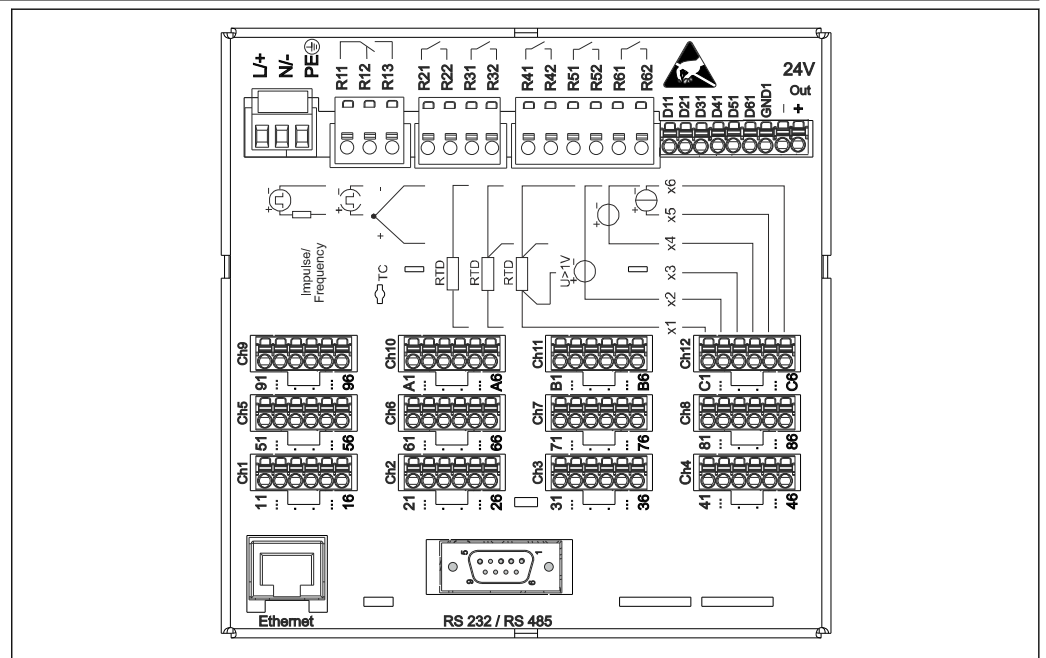 L/+ N/- PE
R11 R12 R13 R21 R22 R31 R32 R41 R42 R51 R52 R61 R62
24V
Out
D11 D21 D31 D41 D51 D61 GND1 - +
- + - + - + - + -
x6
x5
x4
x3
x2
x1
Impulse/
Frequency
TC
RTD RTD RTD
U>1V
+ -
Ch9 91 ... . . ... 96
Ch10 A1 ... . . ... A6
Ch11 B1 ... . . ... B6
Ch12 C1 ... . . ... C6
Ch5 51 ... . . ... 56
Ch6 61 ... . . ... 66
Ch7 71 ... . . ... 76
Ch8 81 ... . . ... 86
Ch1 11 ... . . ... 16
Ch2 21 ... . . ... 26
Ch3 31 ... . . ... 36
Ch4 41 ... . . ... 46
5 1
9 6
Ethernet
RS 232 / RS 485